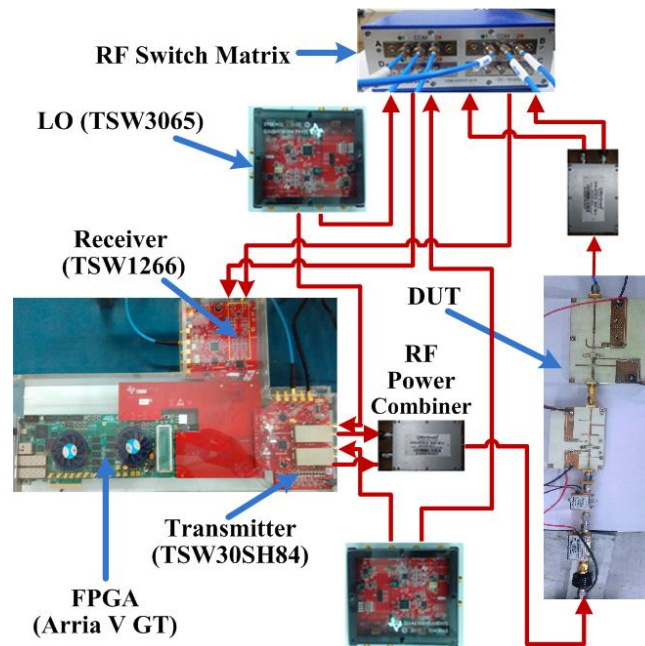 RF Switch Matrix
LO (TSW3065)
Receiver
(TSW1266)
DUT
RF
Power
Combiner
Transmitter
(TSW30SH84)
FPGA
(Arria V GT)